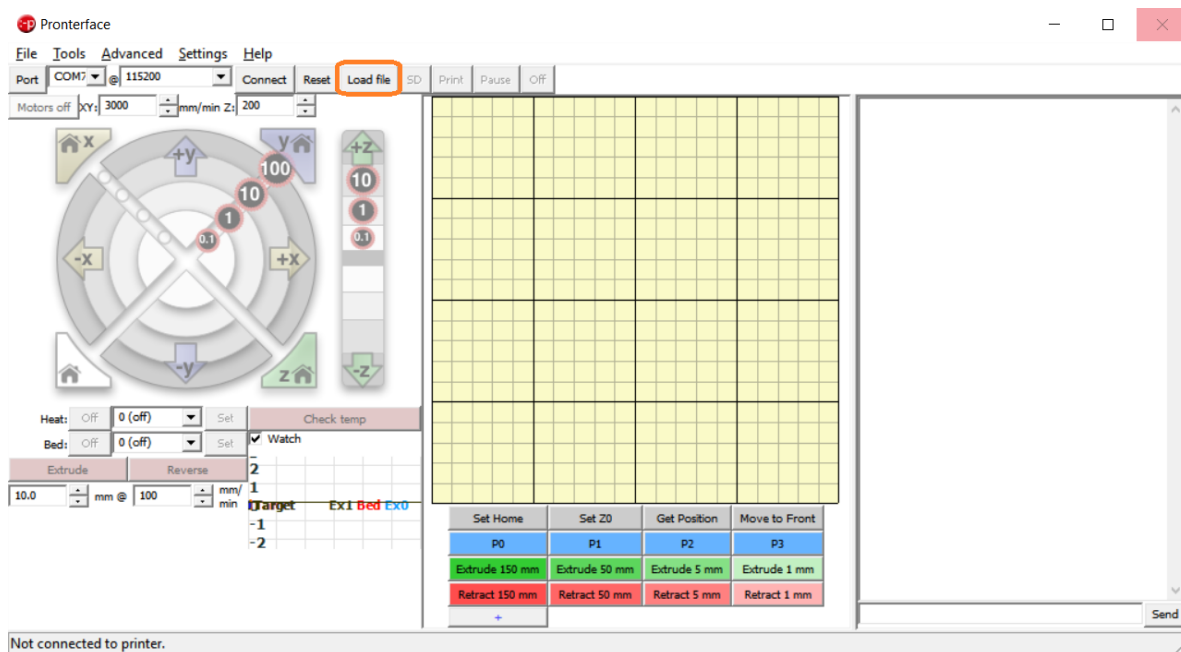 Pronterface
File Tools Advanced Settings Help
Port COM7 @ 115200 Connect Reset Load file SD Print Pause Off
Motors off XY: 3000 mm/min Z: 200
x +y y +z
100 10
10 1
1 0.1
0.1
-x +x
-y z -z
Heat: Off 0 (off) Set Check temp
Bed: Off 0 (off) Set Watch
Extrude Reverse 2
10.0 mm @ 100 mm/ min 1
Target Ex1 Bed Ex0
-1
-2
Set Home Set Z0 Get Position Move to Front
P0 P1 P2 P3
Extrude 150 mm Extrude 50 mm Extrude 5 mm Extrude 1 mm
Retract 150 mm Retract 50 mm Retract 5 mm Retract 1 mm
+
Send
Not connected to printer.